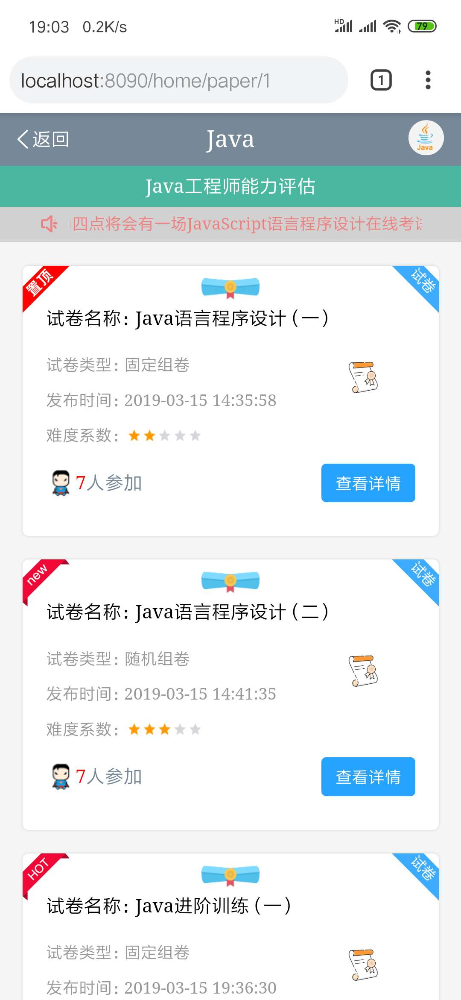 19:03 0.2K/s HD 79
localhost:8090/home/paper/1 1
返回 Java Java
Java工程师能力评估
四点将会有一场JavaScript语言程序设计在线考
置顶 试卷
试卷名称: Java语言程序设计 (一)
试卷类型: 固定组卷
发布时间: 2019-03-15 14:35:58
难度系数:
7人参加 查看详情
new 试卷
试卷名称: Java语言程序设计 (二)
试卷类型: 随机组卷
发布时间: 2019-03-15 14:41:35
难度系数:
7人参加 查看详情
HOT 试卷
试卷名称: Java进阶训练 (一)
试卷类型: 固定组卷
发布时间: 2019-03-15 19:36:30